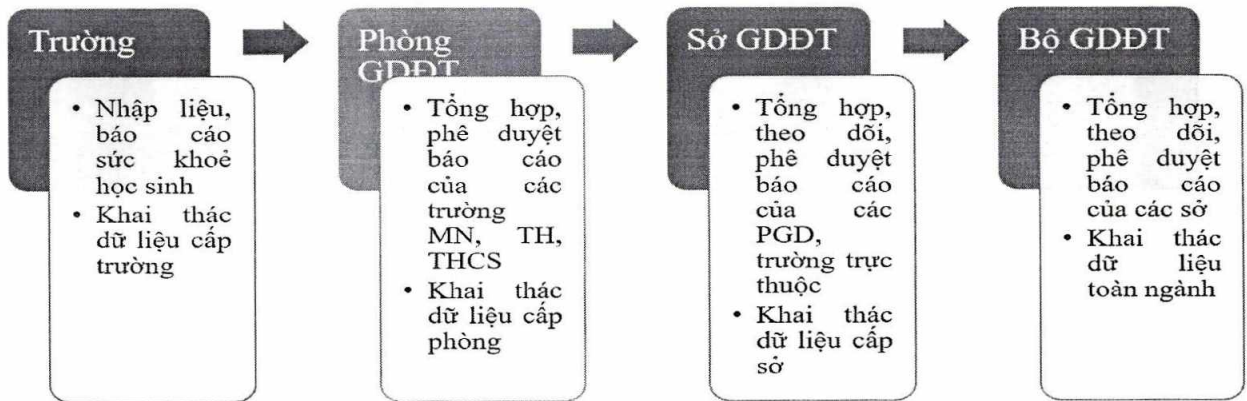 Trường
• Nhập liệu,
báo cáo
sức khoẻ
học sinh
• Khai thác
dữ liệu cấp
trường
Phòng
GDĐT
• Tổng hợp,
phê duyệt
báo cáo
của các
trường
MN, TH,
THCS
• Khai thác
dữ liệu cấp
phòng
Sở GDĐT
• Tổng hợp,
theo dõi,
phê duyệt
báo cáo
của các
PGD,
trường trực
thuộc
• Khai thác
dữ liệu cấp
sở
Bộ GDĐT
• Tổng hợp,
theo dõi,
phê duyệt
báo cáo
của các sở
• Khai thác
dữ liệu
toàn ngành